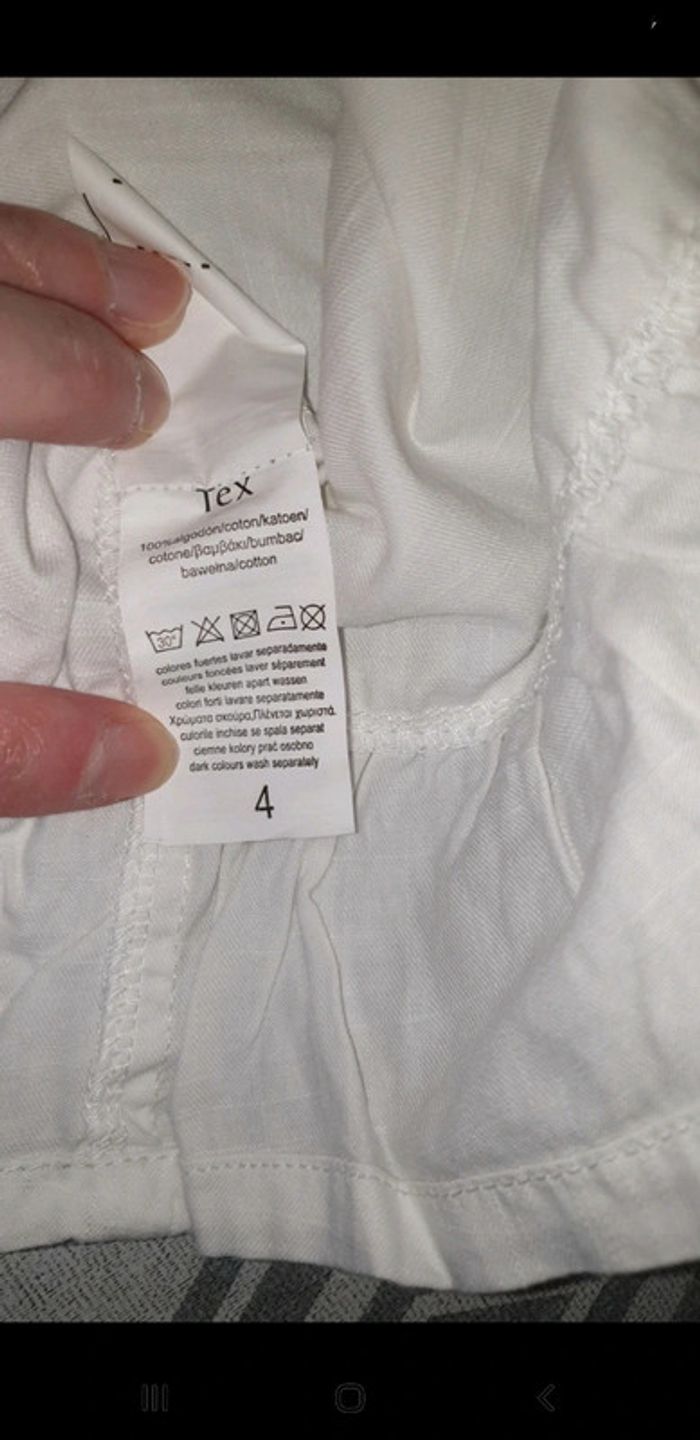 Tex
100% algodón/coton/katoen/
cotone/βαμβάκι/bumbac/
bawełna/cotton
30°
colores fuertes lavar separadamente
couleurs foncées laver séparement
felle kleuren apart wassen
colori forti lavare separatamente
Χρώματα σκούρα,Πλένεται χωριστά.
culorile inchise se spala separat
ciemne kolory prać osobno
dark colours wash separately
4